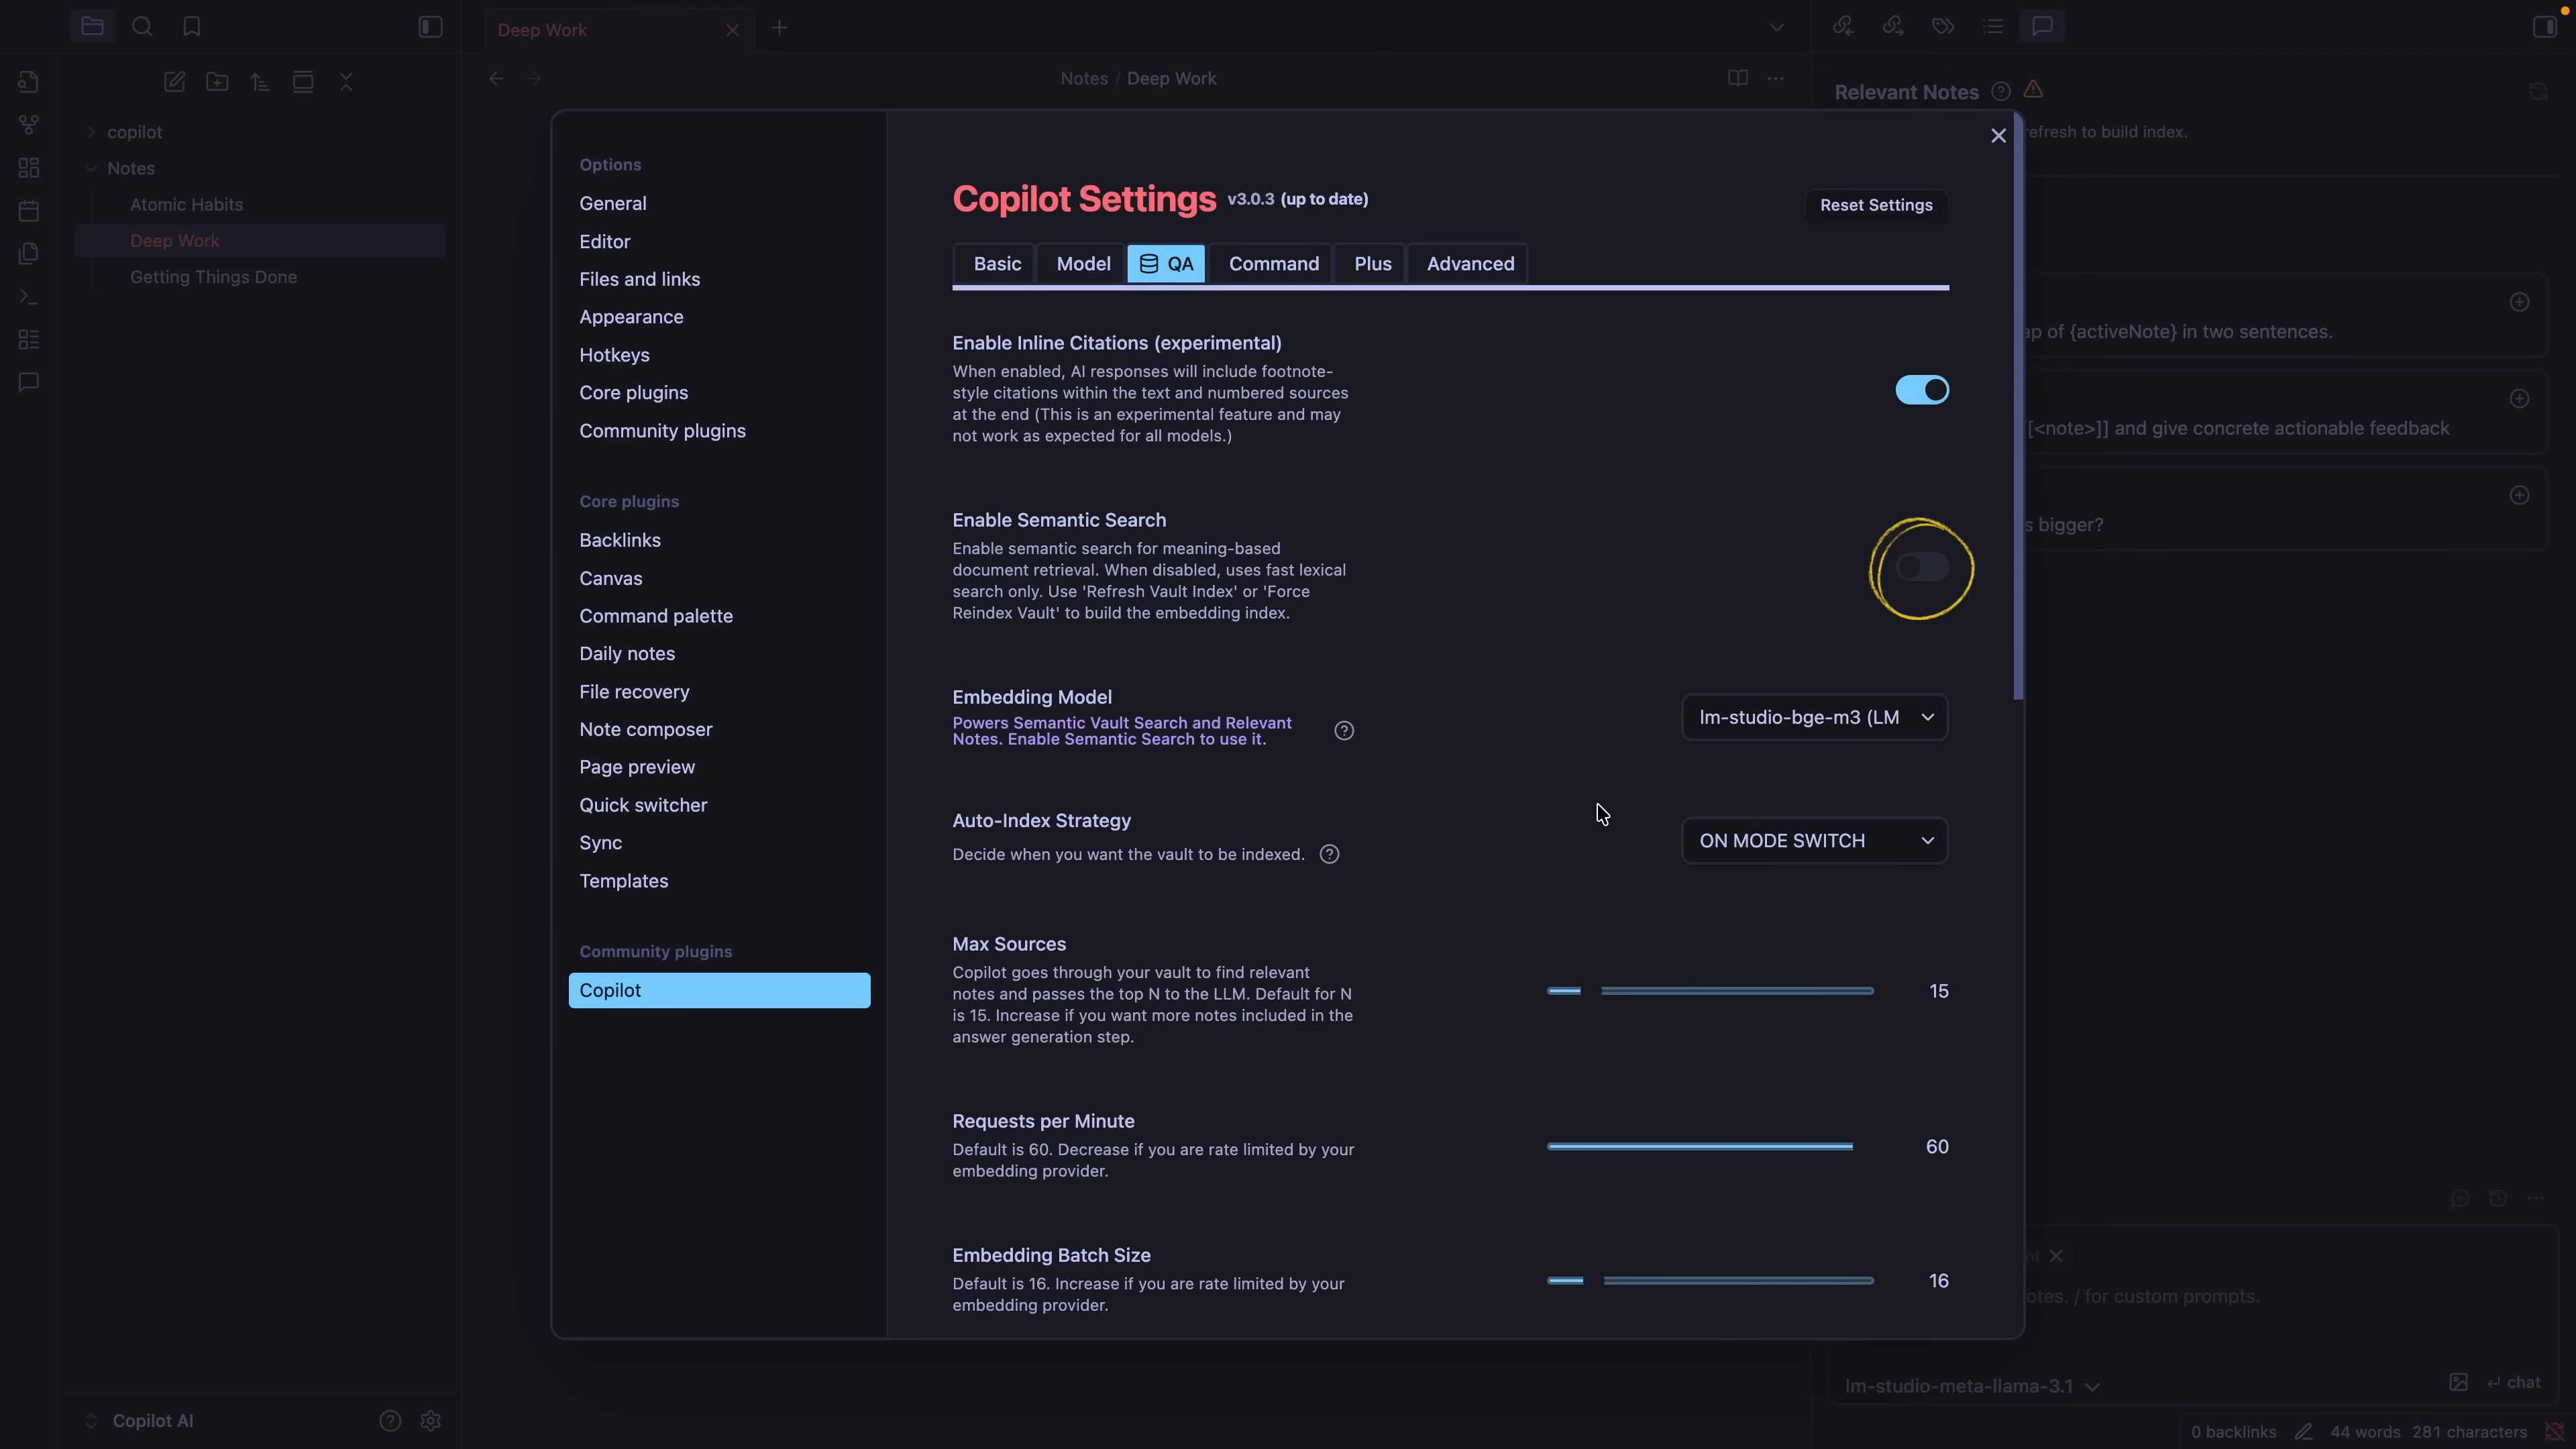 Deep Work
Notes / Deep Work
copilot
Notes
Atomic Habits
Deep Work
Getting Things Done
Copilot AI
Options
General
Editor
Files and links
Appearance
Hotkeys
Core plugins
Community plugins
Core plugins
Backlinks
Canvas
Command palette
Daily notes
File recovery
Note composer
Page preview
Quick switcher
Sync
Templates
Community plugins
Copilot
Copilot Settings v3.0.3 (up to date)
Reset Settings
Basic Model QA Command Plus Advanced
Enable Inline Citations (experimental)
When enabled, AI responses will include footnote-
style citations within the text and numbered sources
at the end (This is an experimental feature and may
not work as expected for all models.)
Enable Semantic Search
Enable semantic search for meaning-based
document retrieval. When disabled, uses fast lexical
search only. Use 'Refresh Vault Index' or 'Force
Reindex Vault' to build the embedding index.
Embedding Model
Powers Semantic Vault Search and Relevant
Notes. Enable Semantic Search to use it.
lm-studio-bge-m3 (LM
Auto-Index Strategy
Decide when you want the vault to be indexed.
ON MODE SWITCH
Max Sources
Copilot goes through your vault to find relevant
notes and passes the top N to the LLM. Default for N
is 15. Increase if you want more notes included in the
answer generation step.
15
Requests per Minute
Default is 60. Decrease if you are rate limited by your
embedding provider.
60
Embedding Batch Size
Default is 16. Increase if you are rate limited by your
embedding provider.
16
Relevant Notes
refresh to build index.
of {activeNote} in two sentences.
[<note>]] and give concrete actionable feedback
bigger?
/ for custom prompts.
lm-studio-meta-llama-3.1
chat
0 backlinks 44 words 281 characters